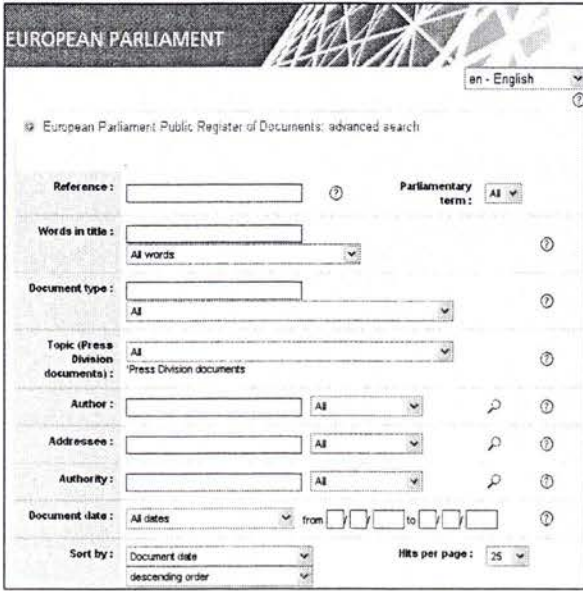 EUROPEAN PARLIAMENT
en - English
European Parliament Public Register of Documents: advanced search
Reference : Parliamentary term : All
Words in title :
All words
Document type :
All
Topic (Press Division documents) : All
'Press Division documents
Author : All
Addressee : All
Authority : All
Document date : All dates from / / to / /
Sort by : Document date Hits per page : 25
descending order